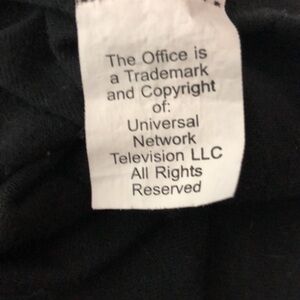 The Office is
a Trademark
and Copyright
of:
Universal
Network
Television LLC
All Rights
Reserved